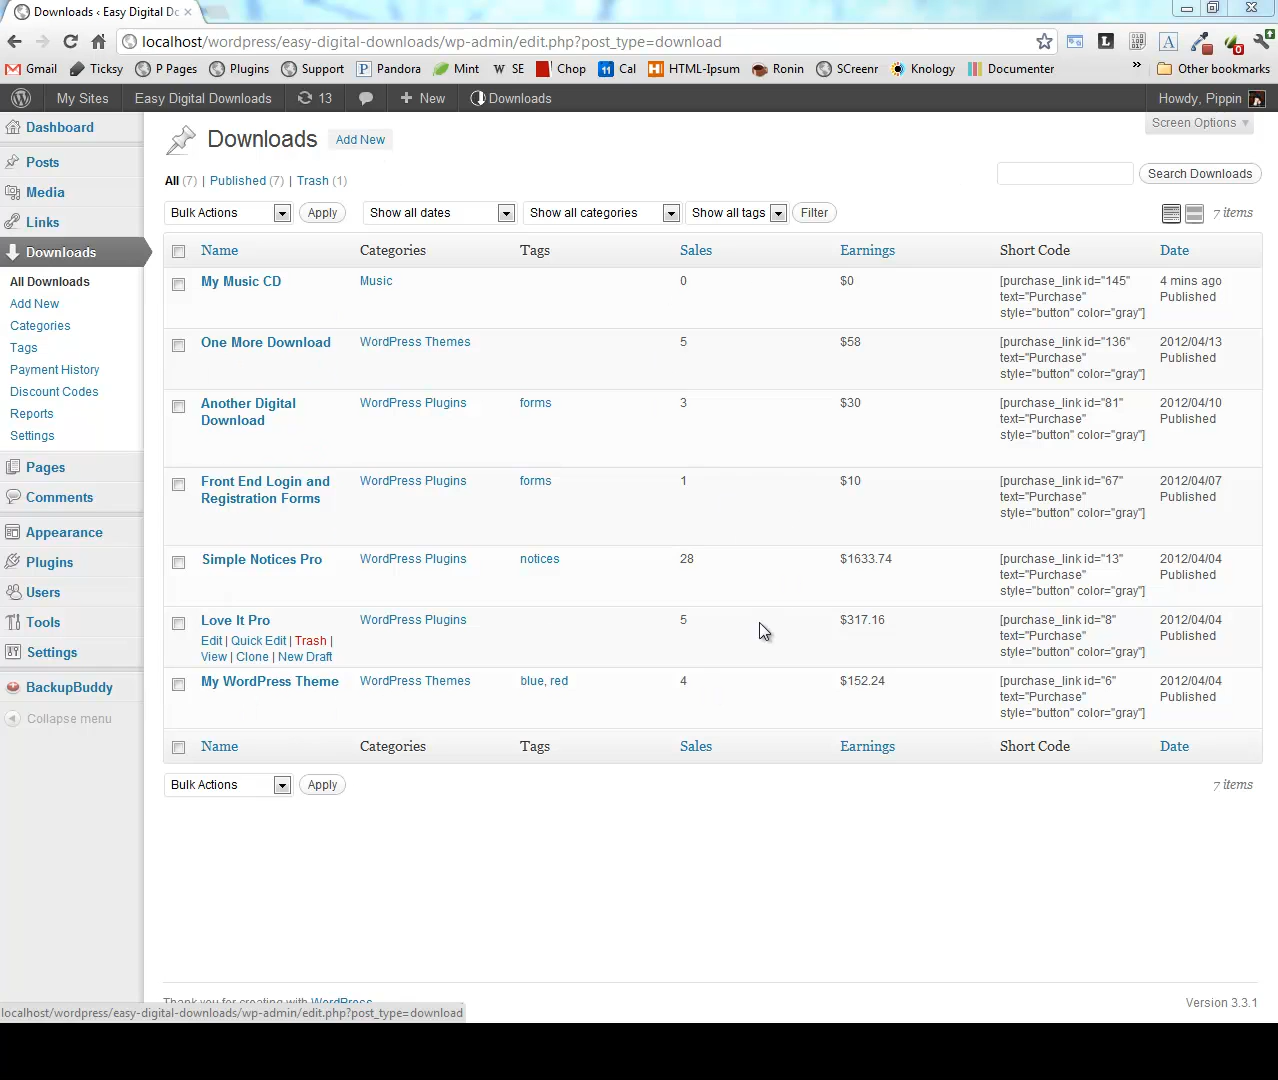 Downloads ‹ Easy Digital Dc
localhost/wordpress/easy-digital-downloads/wp-admin/edit.php?post_type=download
Gmail Ticksy P Pages Plugins Support Pandora Mint SE Chop Cal HTML-Ipsum Ronin SCreenr Knology Documenter » Other bookmarks
My Sites Easy Digital Downloads 13 New Downloads Howdy, Pippin
Screen Options
Dashboard
Posts
Media
Links
Downloads
All Downloads
Add New
Categories
Tags
Payment History
Discount Codes
Reports
Settings
Pages
Comments
Appearance
Plugins
Users
Tools
Settings
BackupBuddy
Collapse menu
Downloads Add New
All (7) | Published (7) | Trash (1)
Search Downloads
Bulk Actions Apply Show all dates Show all categories Show all tags Filter 7 items
Name Categories Tags Sales Earnings Short Code Date
My Music CD Music 0 $0 [purchase_link id="145" 4 mins ago
text="Purchase" Published
style="button" color="gray"]
One More Download WordPress Themes 5 $58 [purchase_link id="136" 2012/04/13
text="Purchase" Published
style="button" color="gray"]
Another Digital WordPress Plugins forms 3 $30 [purchase_link id="81" 2012/04/10
Download text="Purchase" Published
style="button" color="gray"]
Front End Login and WordPress Plugins forms 1 $10 [purchase_link id="67" 2012/04/07
Registration Forms text="Purchase" Published
style="button" color="gray"]
Simple Notices Pro WordPress Plugins notices 28 $1633.74 [purchase_link id="13" 2012/04/04
text="Purchase" Published
style="button" color="gray"]
Love It Pro WordPress Plugins 5 $317.16 [purchase_link id="8" 2012/04/04
Edit | Quick Edit | Trash | text="Purchase" Published
View | Clone | New Draft style="button" color="gray"]
My WordPress Theme WordPress Themes blue, red 4 $152.24 [purchase_link id="6" 2012/04/04
text="Purchase" Published
style="button" color="gray"]
Name Categories Tags Sales Earnings Short Code Date
Bulk Actions Apply 7 items
Thank you for creating with WordPress Version 3.3.1
localhost/wordpress/easy-digital-downloads/wp-admin/edit.php?post_type=download